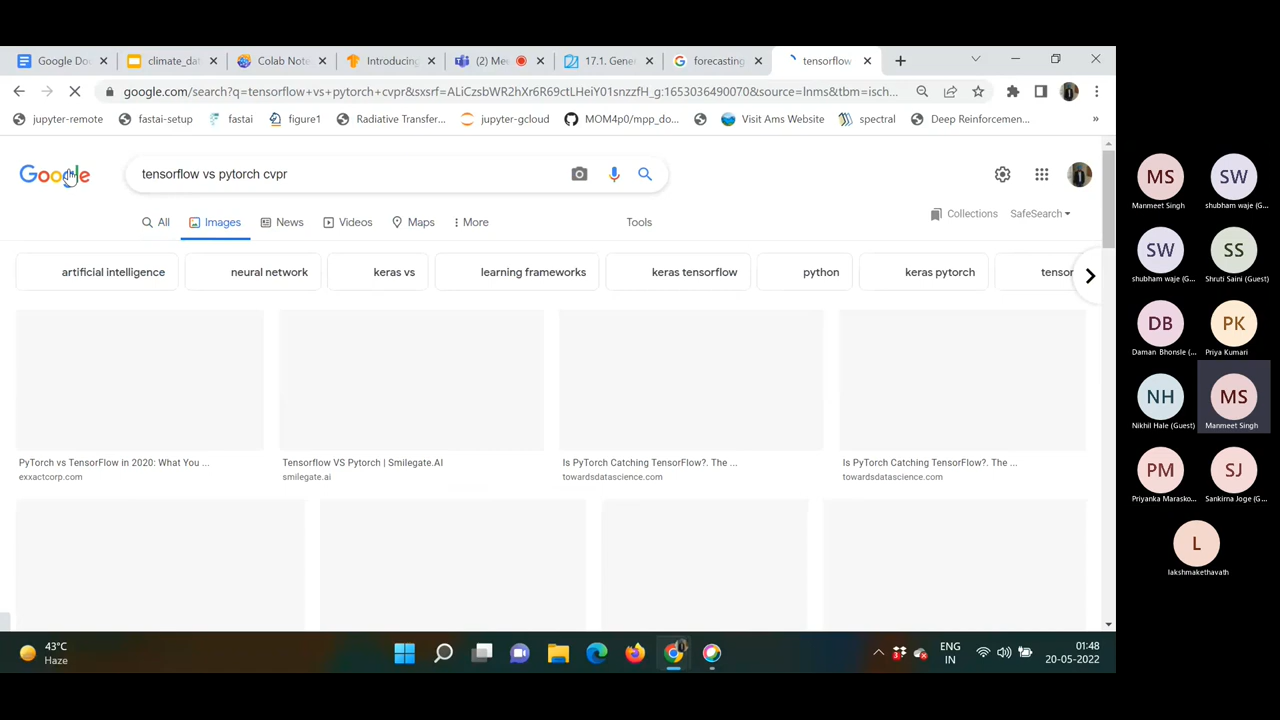 Google Do
climate_dat
Colab Note
Introducing
(2) Me
17.1. Gene
forecasting
tensorflow
google.com/search?q=tensorflow+vs+pytorch+cvpr&sxsrf=ALiCzsbWR2hXr6R69ctLHeiY01snzzfH_g:1653036490070&source=lnms&tbm=isch...
jupyter-remote
fastai-setup
fastai
figure1
Radiative Transfer...
jupyter-gcloud
MOM4p0/mpp_do...
Visit Ams Website
spectral
Deep Reinforcemen...
»
Google
tensorflow vs pytorch cvpr
All
Images
News
Videos
Maps
More
Tools
Collections
SafeSearch
artificial intelligence
neural network
keras vs
learning frameworks
keras tensorflow
python
keras pytorch
tensor
PyTorch vs TensorFlow in 2020: What You ...
exxactcorp.com
Tensorflow VS Pytorch | Smilegate.AI
smilegate.ai
Is PyTorch Catching TensorFlow?. The ...
towardsdatascience.com
Is PyTorch Catching TensorFlow?. The ...
towardsdatascience.com
43°C
Haze
ENG
IN
01:48
20-05-2022
MS
Manmeet Singh
SW
shubham waje (G...
SW
shubham waje (G...
SS
Shruti Saini (Guest)
DB
Daman Bhonsle (...
PK
Priya Kumari
NH
Nikhil Hale (Guest)
MS
Manmeet Singh
PM
Priyanka Marasko...
SJ
Sankirna Joge (G...
L
lakshmakethavath